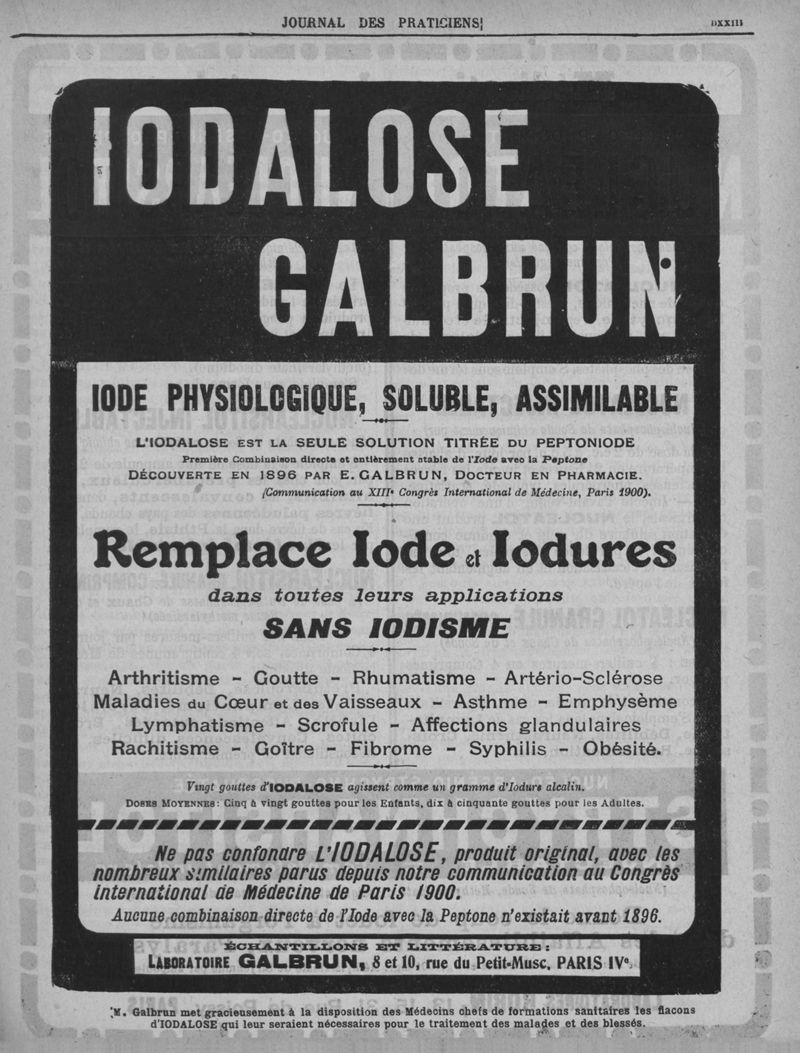 JOURNAL DES PRATICIENS
DXXIII
IODALOSE
GALBRUN
IODE PHYSIOLOGIQUE, SOLUBLE, ASSIMILABLE
L'IODALOSE EST LA SEULE SOLUTION TITRÉE DU PEPTONIODE
Première Combinaison directe et entièrement stable de l'Iode avec la Peptone
DÉCOUVERTE EN 1896 PAR E. GALBRUN, DOCTEUR EN PHARMACIE.
(Communication au XIIIe Congrès International de Médecine, Paris 1900).
Remplace Iode et Iodures
dans toutes leurs applications
SANS IODISME
Arthritisme - Goutte - Rhumatisme - Artério-Sclérose
Maladies du Cœur et des Vaisseaux - Asthme - Emphysème
Lymphatisme - Scrofule - Affections glandulaires
Rachitisme - Goître - Fibrome - Syphilis - Obésité.
Vingt gouttes d'IODALOSE agissent comme un gramme d'Iodure alcalin.
DOSES MOYENNES: Cinq à vingt gouttes pour les Enfants, dix à cinquante gouttes pour les Adultes.
Ne pas confondre L'IODALOSE, produit original, avec les
nombreux similaires parus depuis notre communication au Congrès
international de Médecine de Paris 1900.
Aucune combinaison directe de l'Iode avec la Peptone n'existait avant 1896.
ÉCHANTILLONS ET LITTÉRATURE:
LABORATOIRE GALBRUN, 8 et 10, rue du Petit-Musc, PARIS IVe.
M. Galbrun met gracieusement à la disposition des Médecins chefs de formations sanitaires les flacons
d'IODALOSE qui leur seraient nécessaires pour le traitement des malades et des blessés.